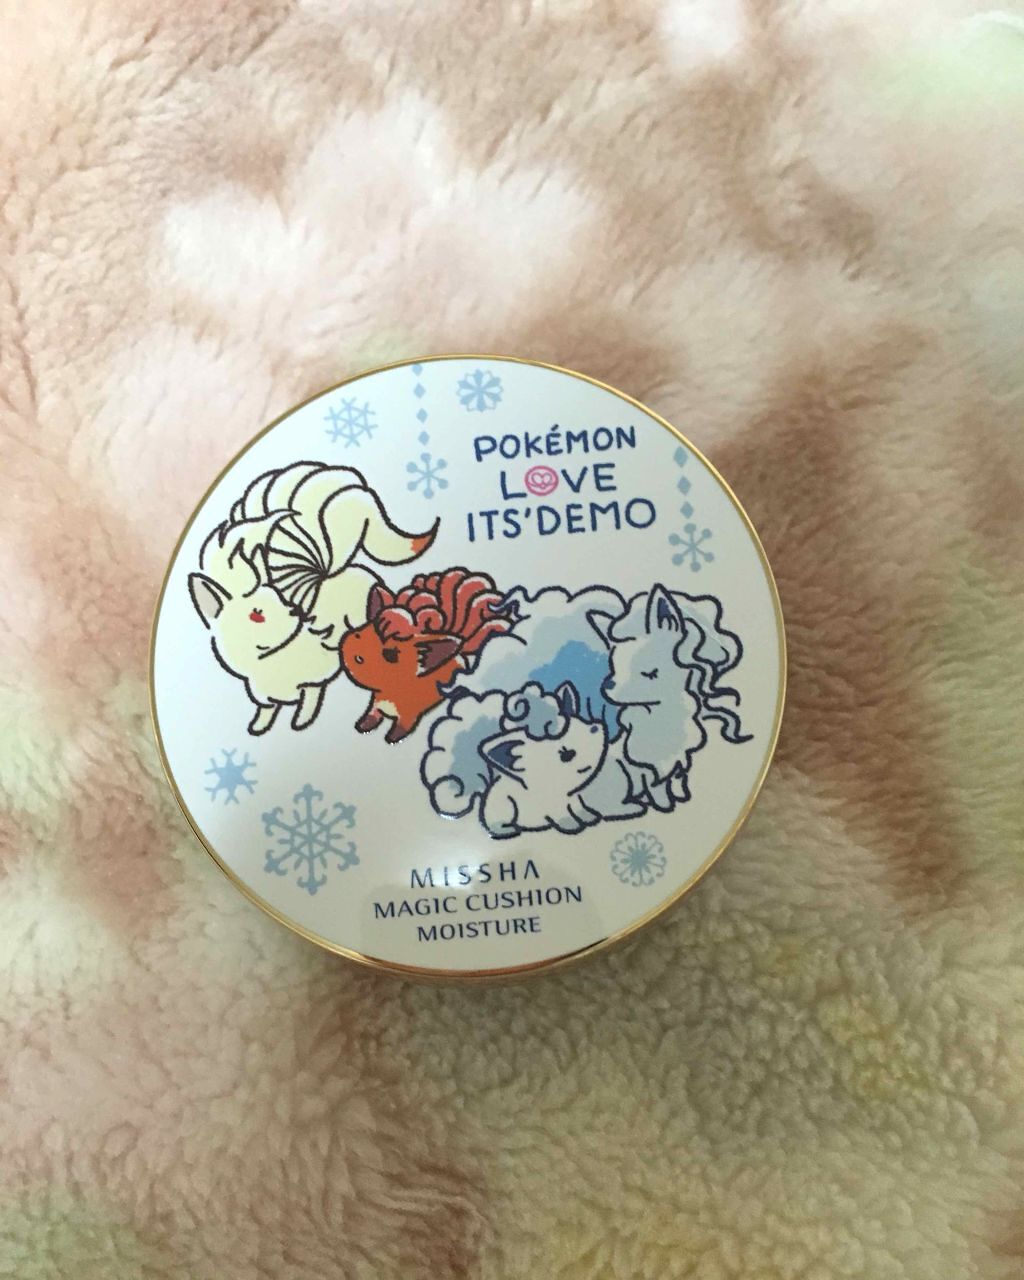 POKÉMON
LOVE
ITS'DEMO
MISSHA
MAGIC CUSHION
MOISTURE